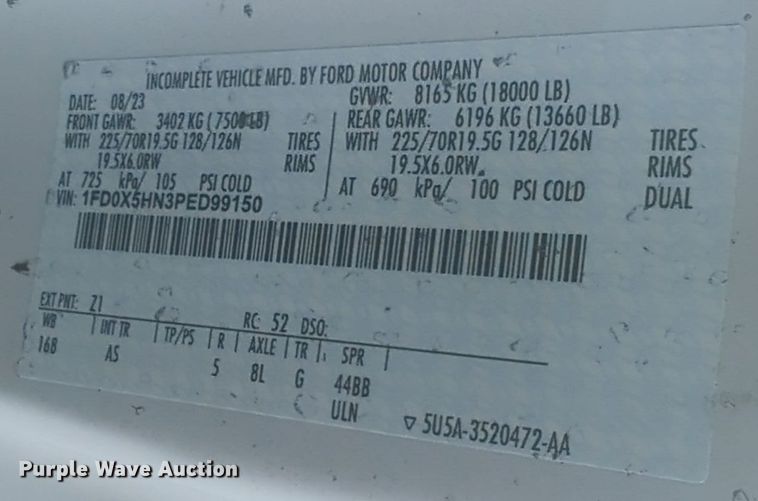 INCOMPLETE VEHICLE MFD. BY FORD MOTOR COMPANY
DATE: 08/23 GVWR: 8165 KG (18000 LB)
FRONT GAWR: 3402 KG (7500 LB) REAR GAWR: 6196 KG (13660 LB)
WITH 225/70R19.5G 128/126N TIRES WITH 225/70R19.5G 128/126N TIRES
19.5X6.0RW RIMS 19.5X6.0RW RIMS
AT 725 kPa/ 105 PSI COLD AT 690 kPa/ 100 PSI COLD DUAL
VIN: 1FD0X5HN3PED99150
EXT PNT: Z1 RC: 52 DSO:
WB INT TR TP/PS R AXLE TR SPR
168 AS 5 8L G 44BB
ULN ▽ 5U5A-3520472-AA
Purple Wave Auction